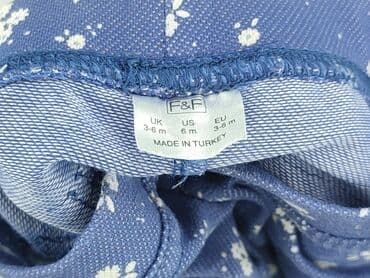 F&F
UK US EU
3-6 m 6 m 3-6 m
MADE IN TURKEY